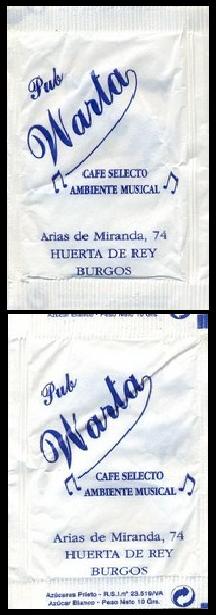 Pub
Warta
CAFE SELECTO
AMBIENTE MUSICAL
Arias de Miranda, 74
HUERTA DE REY
BURGOS
Azúcar Blanco - Peso Neto 10 Grs.
Pub
Warta
CAFE SELECTO
AMBIENTE MUSICAL
Arias de Miranda, 74
HUERTA DE REY
BURGOS
Azúcares Prieto - R.S.I.nº 23.519/VA
Azúcar Blanco - Peso Neto 10 Grs.